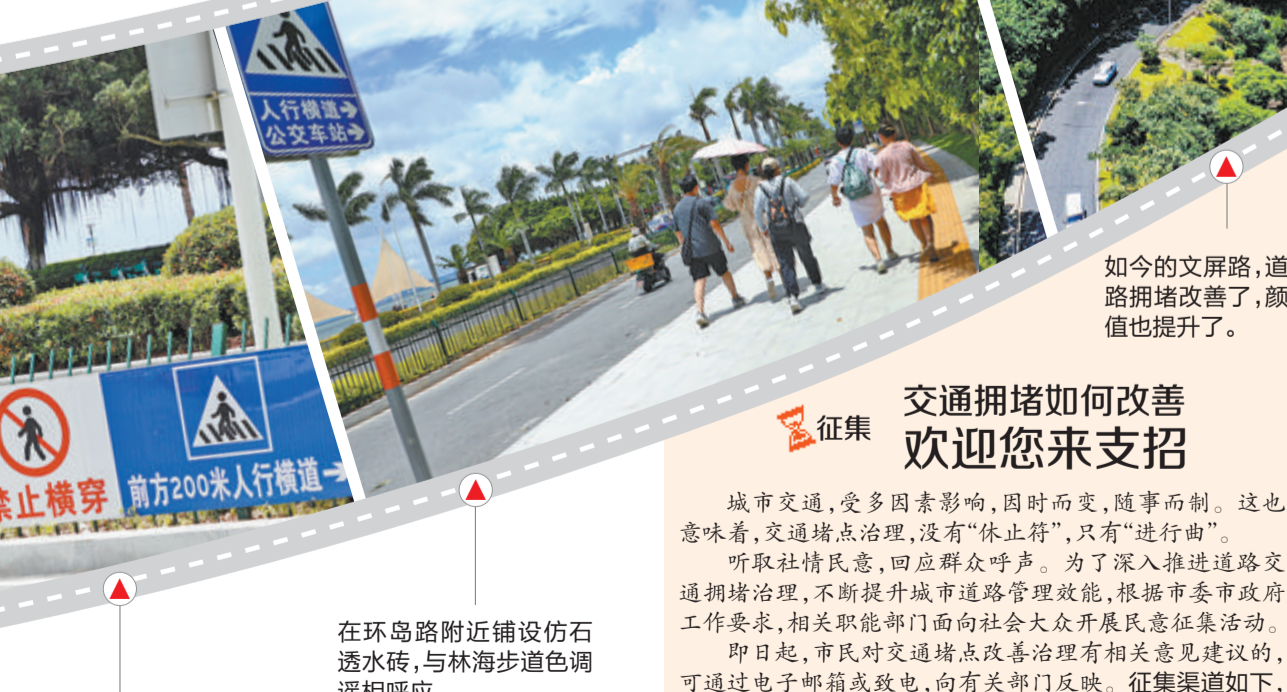 人行横道→
公交车站→
禁止横穿
前方200米人行横道→
如今的文屏路，道
路拥堵改善了，颜
值也提升了。
征集
交通拥堵如何改善
欢迎您来支招
城市交通，受多因素影响，因时而变，随事而制。这也
意味着，交通堵点治理，没有“休止符”，只有“进行曲”。
听取社情民意，回应群众呼声。为了深入推进道路交
通拥堵治理，不断提升城市道路管理效能，根据市委市政府
工作要求，相关职能部门面向社会大众开展民意征集活动。
即日起，市民对交通堵点改善治理有相关意见建议的，
可通过电子邮箱或致电，向有关部门反映。征集渠道如下，
在环岛路附近铺设仿石
透水砖，与林海步道色调
遥相呼应。